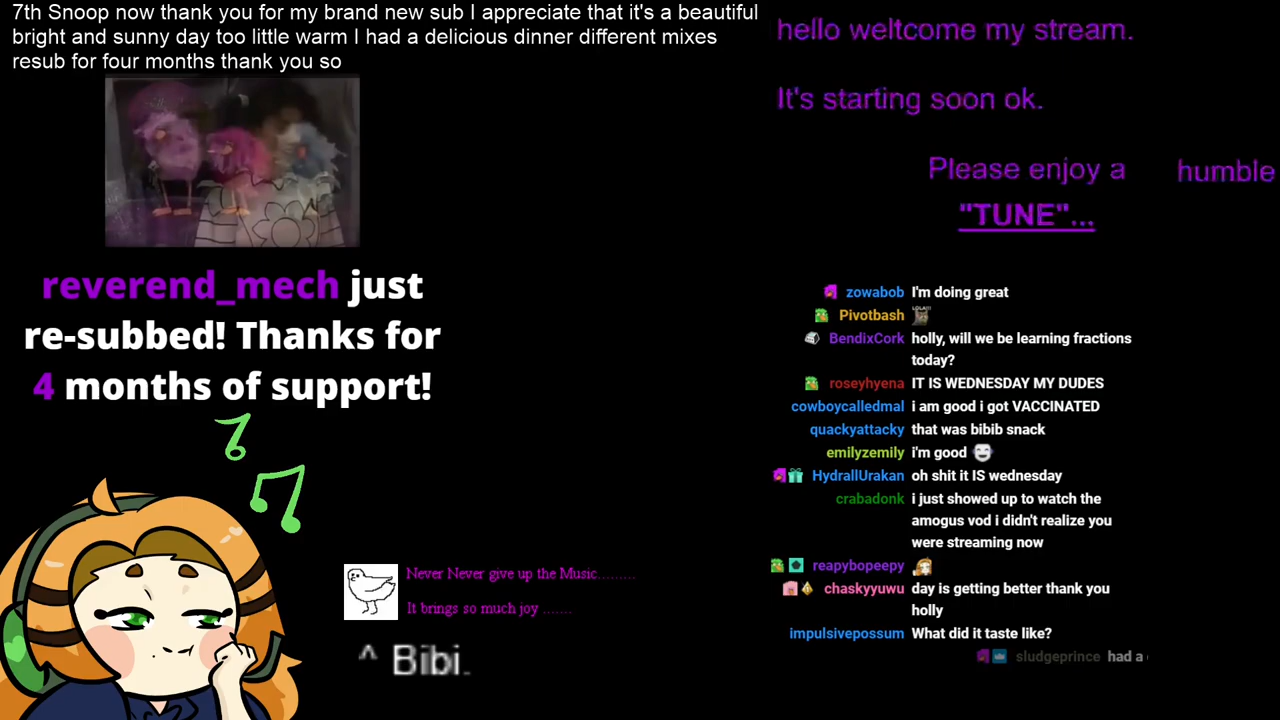 7th Snoop now thank you for my brand new sub I appreciate that it's a beautiful
bright and sunny day too little warm I had a delicious dinner different mixes
resub for four months thank you so
hello weltcome my stream.
It's starting soon ok.
Please enjoy a humble
"TUNE"...
reverend_mech just
re-subbed! Thanks for
4 months of support!
zowabob I'm doing great
Pivotbash
BendixCork holly, will we be learning fractions
today?
roseyhyena IT IS WEDNESDAY MY DUDES
cowboycalledmal i am good i got VACCINATED
quackyattacky that was bibib snack
emilyzemily i'm good
HydrallUrakan oh shit it IS wednesday
crabadonk i just showed up to watch the
amogus vod i didn't realize you
were streaming now
reapybopeepy
chaskyyuwu day is getting better thank you
holly
impulsivepossum What did it taste like?
sludgeprince had a
Never Never give up the Music.........
It brings so much joy .......
^ Bibi.